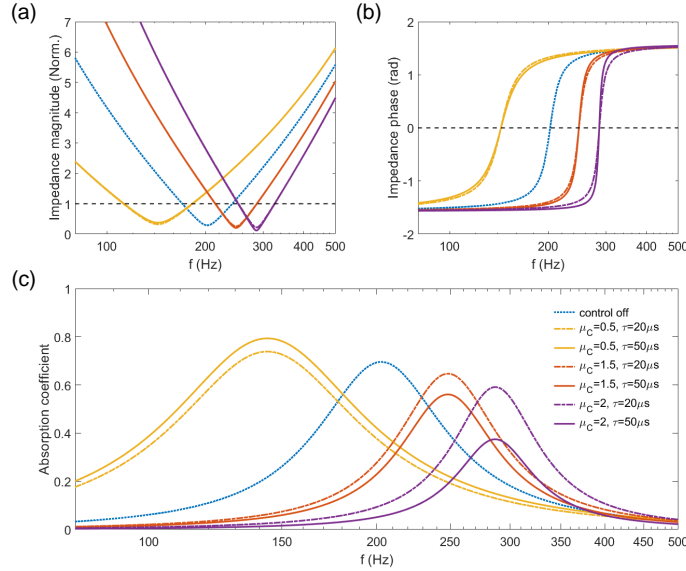 (a)
7
6
5
4
3
2
1
0
100
200
300
400
500
f (Hz)
Impedance magnitude (Norm.)
(b)
2
1
0
-1
-2
100
200
300
400
500
f (Hz)
Impedance phase (rad)
(c)
1
0.8
0.6
0.4
0.2
0
100
150
200
250
300
350
400
450
500
f (Hz)
Absorption coefficient
control off
μC=0.5, τ=20μs
μC=0.5, τ=50μs
μC=1.5, τ=20μs
μC=1.5, τ=50μs
μC=2, τ=20μs
μC=2, τ=50μs